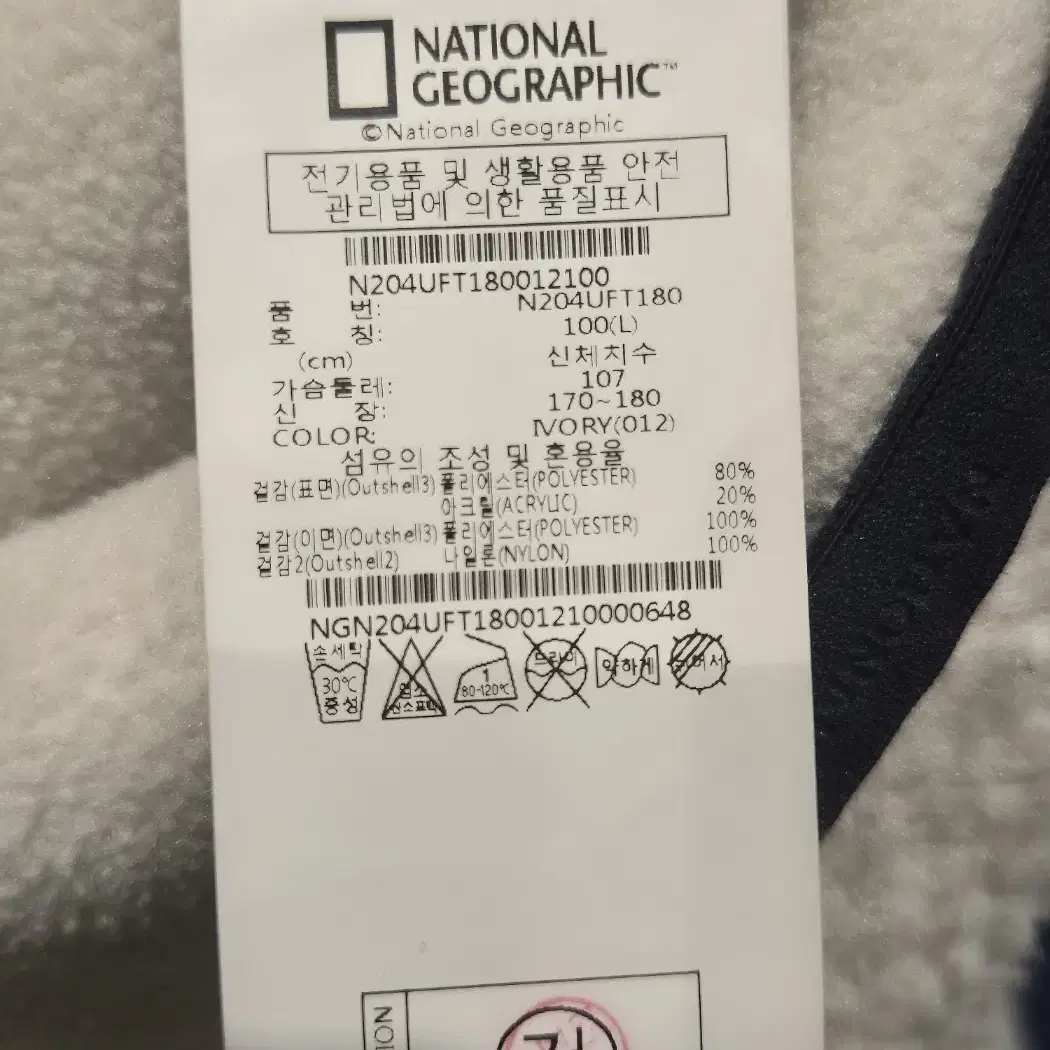 NATIONAL
GEOGRAPHIC™
©National Geographic
전기용품 및 생활용품 안전
관리법에 의한 품질표시
N204UFT180012100
품 번: N204UFT180
호 칭: 100(L)
(cm) 신체치수
가슴둘레: 107
신 장: 170~180
COLOR: IVORY(012)
섬유의 조성 및 혼용율
겉감(표면)(Outshell3) 폴리에스터(POLYESTER) 80%
아크릴(ACRYLIC) 20%
겉감(이면)(Outshell3) 폴리에스터(POLYESTER) 100%
겉감2(Outshell2) 나일론(NYLON) 100%
NGN204UFT18001210000648
손세탁
30℃
중성
염소
산소표백
1
80-120℃
드라이
약하게
뉘어서